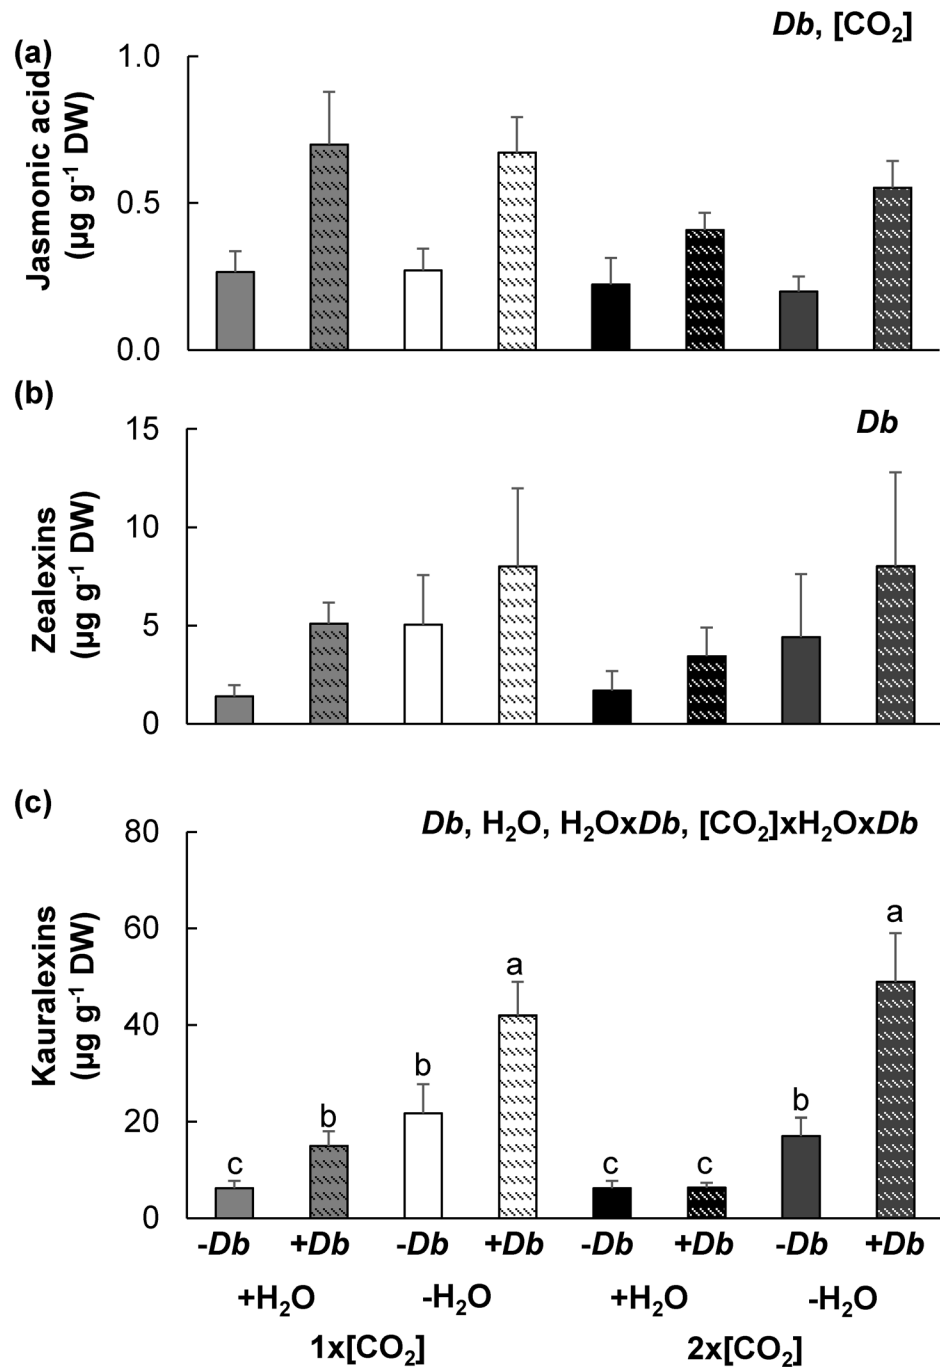 Db, [CO₂]
(a)
Jasmonic acid
(µg g⁻¹ DW)
1.0
0.5
0.0
(b)
Db
Zealexins
(µg g⁻¹ DW)
15
10
5
0
(c)
Db, H₂O, H₂OxDb, [CO₂]xH₂OxDb
Kauralexins
(µg g⁻¹ DW)
80
60
40
20
0
c b b a c c b a
-Db +Db -Db +Db -Db +Db -Db +Db
+H₂O -H₂O +H₂O -H₂O
1x[CO₂] 2x[CO₂]